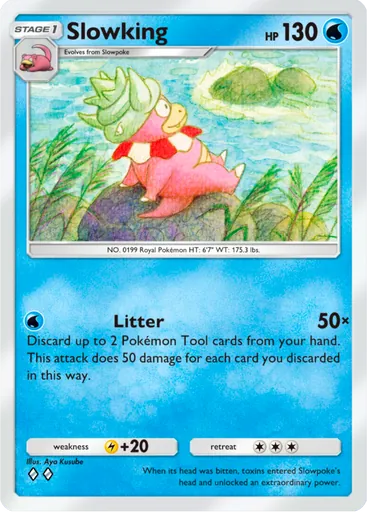 STAGE 1
Slowking
HP 130
Evolves from Slowpoke
NO. 0199 Royal Pokémon HT: 6'7" WT: 175.3 lbs.
Litter 50×
Discard up to 2 Pokémon Tool cards from your hand.
This attack does 50 damage for each card you discarded
in this way.
weakness +20 retreat
Illus. Ayo Kusube
When its head was bitten, toxins entered Slowpoke's
head and unlocked an extraordinary power.